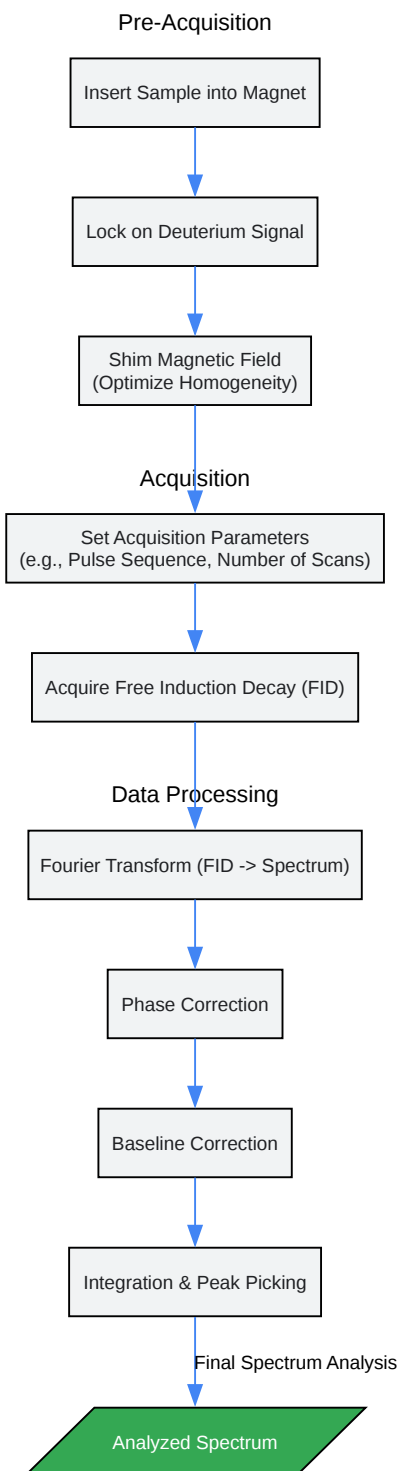 Pre-Acquisition
Insert Sample into Magnet
Lock on Deuterium Signal
Shim Magnetic Field
(Optimize Homogeneity)
Acquisition
Set Acquisition Parameters
(e.g., Pulse Sequence, Number of Scans)
Acquire Free Induction Decay (FID)
Data Processing
Fourier Transform (FID -> Spectrum)
Phase Correction
Baseline Correction
Integration & Peak Picking
Final Spectrum Analysis
Analyzed Spectrum